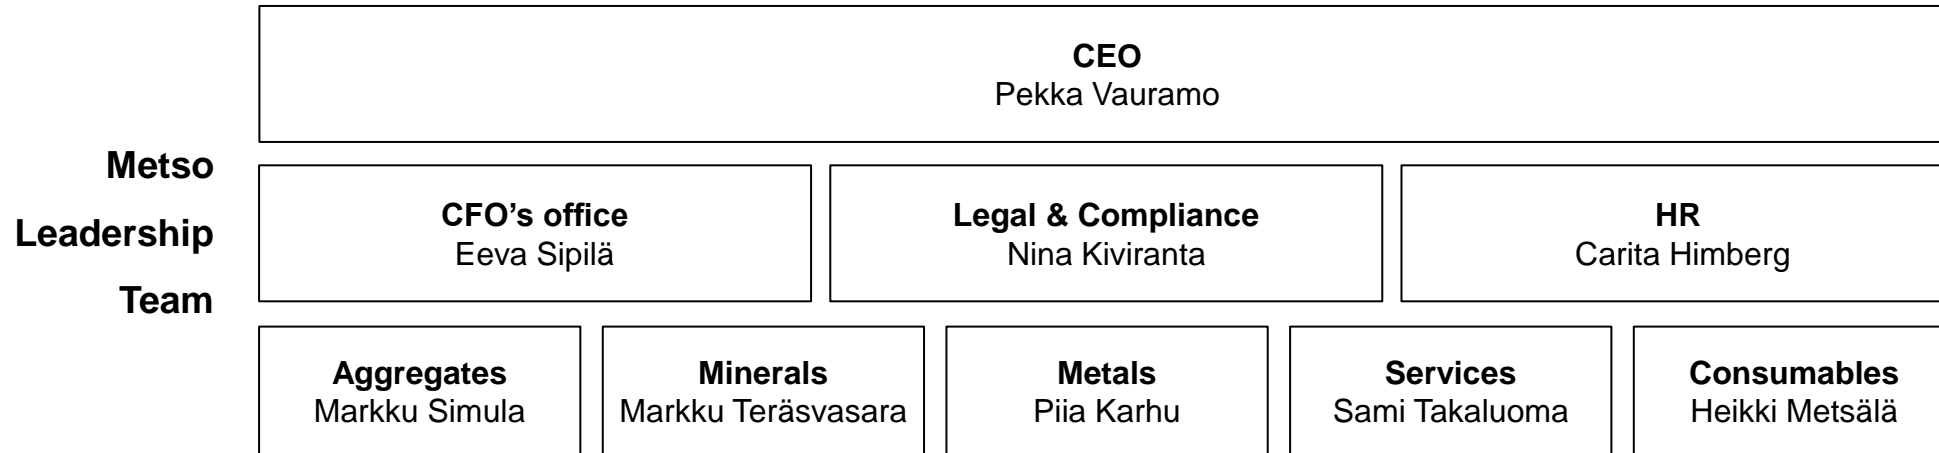 CEO
Pekka Vauramo
Metso
Leadership
Team
CFO’s office
Eeva Sipilä
Legal & Compliance
Nina Kiviranta
HR
Carita Himberg
Aggregates
Markku Simula
Minerals
Markku Teräsvasara
Metals
Piia Karhu
Services
Sami Takaluoma
Consumables
Heikki Metsälä